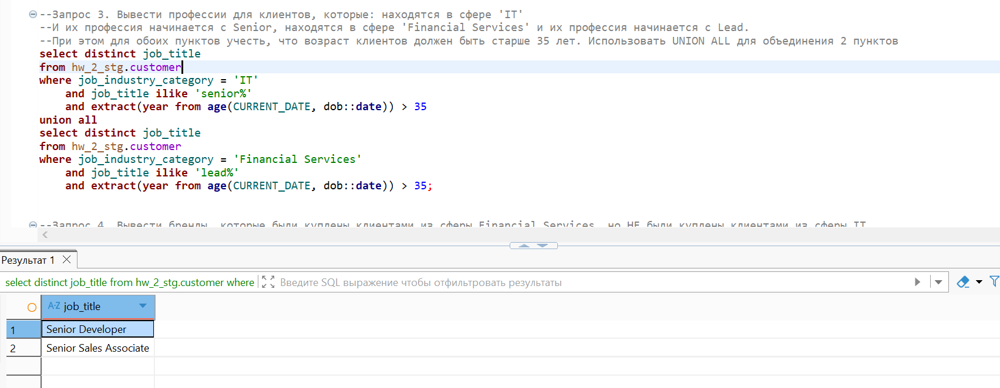 --Запрос 3. Вывести профессии для клиентов, которые: находятся в сфере 'IT'
--И их профессия начинается с Senior, находятся в сфере 'Financial Services' и их профессия начинается с Lead.
--При этом для обоих пунктов учесть, что возраст клиентов должен быть старше 35 лет. Использовать UNION ALL для объединения 2 пунктов
select distinct job_title
from hw_2_stg.customer
where job_industry_category = 'IT'
    and job_title ilike 'senior%'
    and extract(year from age(CURRENT_DATE, dob::date)) > 35
union all
select distinct job_title
from hw_2_stg.customer
where job_industry_category = 'Financial Services'
    and job_title ilike 'lead%'
    and extract(year from age(CURRENT_DATE, dob::date)) > 35;
--Запрос 4. Вывести бренды, которые были куплены клиентами из сферы Financial Services, но НЕ были куплены клиентами из сферы IT
Результат 1
select distinct job_title from hw_2_stg.customer where Введите SQL выражение чтобы отфильтровать результаты
A-Z job_title
1 Senior Developer
2 Senior Sales Associate